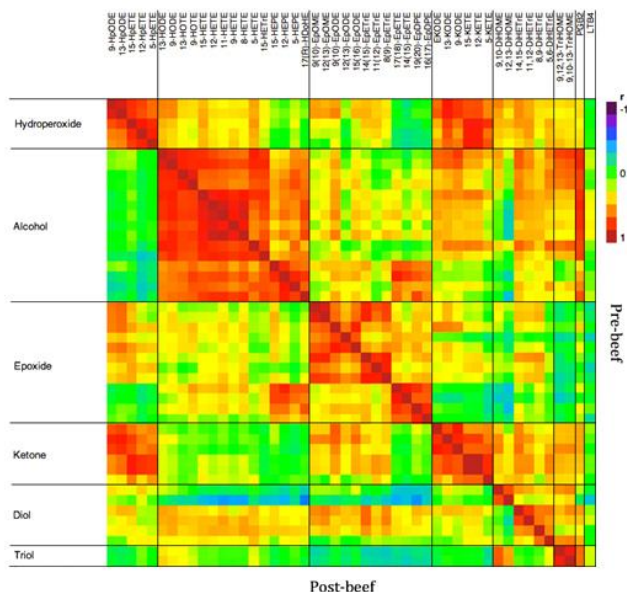 9-HpODE
13-HpODE
15-HpETE
12-HpETE
5-HpETE
13-HODE
9-HODE
13-HOTE
9-HOTE
15-HETE
12-HETE
11-HETE
9-HETE
8-HETE
5-HETE
15-HETrE
15-HEPE
12-HEPE
5-HEPE
17(R)-HDoHE
9(10)-EpOME
12(13)-EpOME
9(10)-EpODE
12(13)-EpODE
15(16)-EpODE
14(15)-EpETrE
11(12)-EpETrE
8(9)-EpETrE
17(18)-EpETE
14(15)-EpETE
19(20)-EpDPE
16(17)-EpDPE
EKODE
13-KODE
9-KODE
15-KETE
12-KETE
5-KETE
9,10-DiHOME
12,13-DiHOME
14,15-DiHETrE
11,12-DiHETrE
8,9-DiHETrE
5,6-DiHETrE
9,12,13-TriHOME
9,10-13-TriHOME
PGB2
LTB4
r
-1
0
1
Hydroperoxide
Alcohol
Epoxide
Ketone
Diol
Triol
Pre-beef
Post-beef